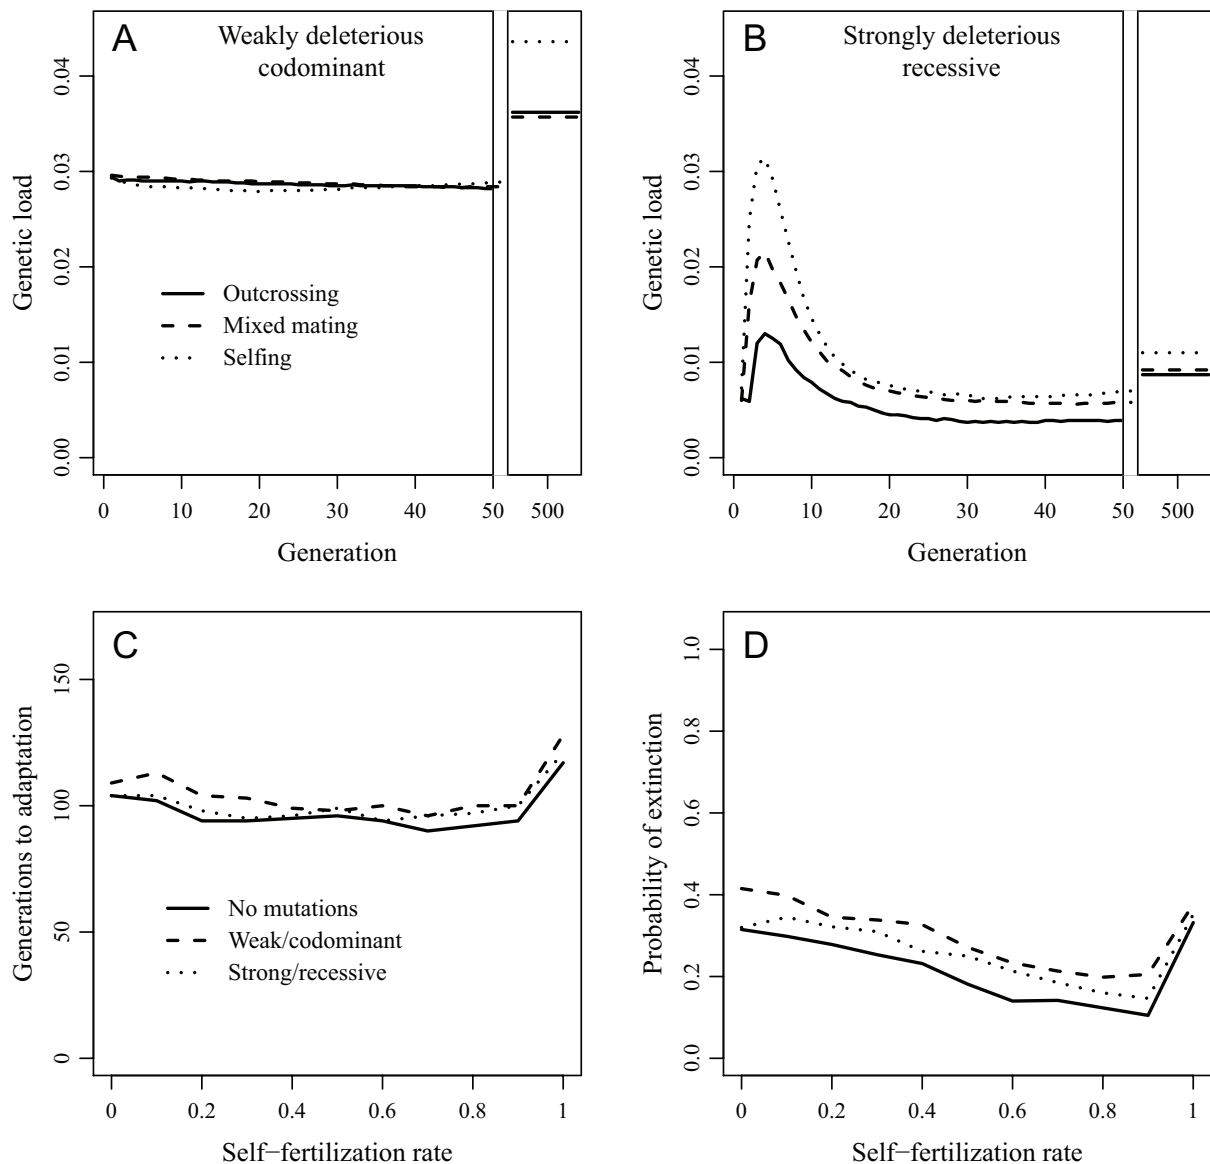 A
Weakly deleterious
codominant
Genetic load
0.00
0.01
0.02
0.03
0.04
Outcrossing
Mixed mating
Selfing
0
10
20
30
40
50
500
Generation
B
Strongly deleterious
recessive
Genetic load
0.00
0.01
0.02
0.03
0.04
0
10
20
30
40
50
500
Generation
C
Generations to adaptation
0
50
100
150
No mutations
Weak/codominant
Strong/recessive
0
0.2
0.4
0.6
0.8
1
Self−fertilization rate
D
Probability of extinction
0.0
0.2
0.4
0.6
0.8
1.0
0
0.2
0.4
0.6
0.8
1
Self−fertilization rate